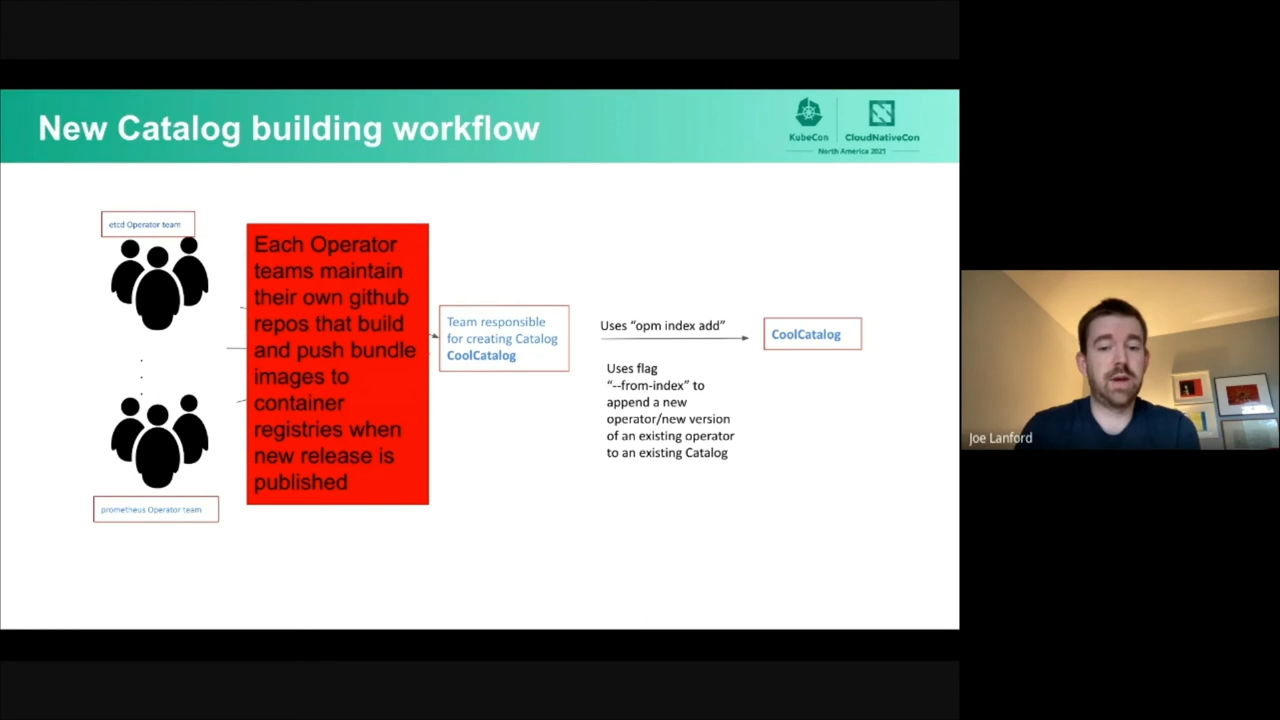 New Catalog building workflow
KubeCon
CloudNativeCon
North America 2021
etcd Operator team
Each Operator
teams maintain
their own github
repos that build
and push bundle
images to
container
registries when
new release is
published
Team responsible
for creating Catalog
CoolCatalog
Uses “opm index add”
Uses flag
“--from-index” to
append a new
operator/new version
of an existing operator
to an existing Catalog
CoolCatalog
prometheus Operator team
Joe Lanford